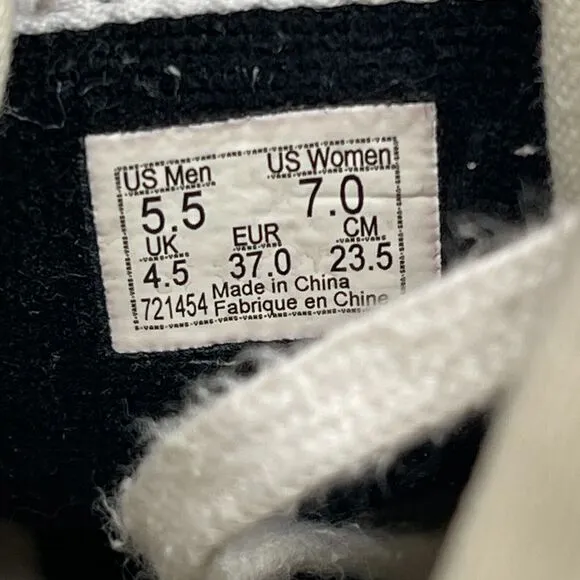 US Men US Women
5.5 7.0
UK EUR CM
4.5 37.0 23.5
721454 Made in China
Fabrique en Chine